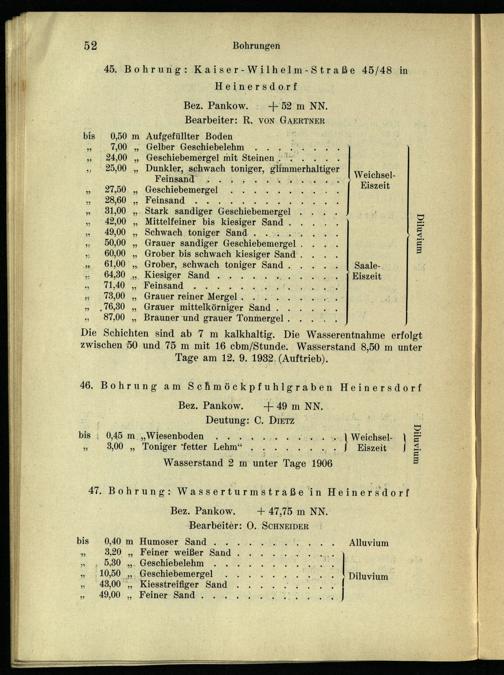 52 Bohrungen
45. Bohrung: Kaiser-Wilhelm-Straße 45/48 in
Heinersdorf
Bez. Pankow. + 52 m NN.
Bearbeiter: R. VON GAERTNER
bis 0,50 m Aufgefüllter Boden
„ 7,00 „ Gelber Geschiebelehm . . . . . . . .
„ 24,00 „ Geschiebemergel mit Steinen . . . . . .
„ 25,00 „ Dunkler, schwach toniger, glimmerhaltiger
Feinsand . . . . . . . . . . . .
„ 27,50 „ Geschiebemergel . . . . . . . . . .
„ 28,60 „ Feinsand . . . . . . . . . . . .
„ 31,00 „ Stark sandiger Geschiebemergel . . . .
Weichsel-
Eiszeit
„ 42,00 „ Mittelfeiner bis kiesiger Sand . . . . .
„ 49,00 „ Schwach toniger Sand . . . . . . . .
„ 50,00 „ Grauer sandiger Geschiebemergel . . . .
„ 60,00 „ Grober bis schwach kiesiger Sand . . . .
„ 61,00 „ Grober, schwach toniger Sand . . . . .
„ 64,30 „ Kiesiger Sand . . . . . . . . . . .
„ 71,40 „ Feinsand . . . . . . . . . . . .
„ 73,00 „ Grauer reiner Mergel . . . . . . . . .
„ 76,30 „ Grauer mittelkörniger Sand . . . . . .
„ 87,00 „ Brauner und grauer Tonmergel . . . . .
Saale-
Eiszeit
Diluvium
Die Schichten sind ab 7 m kalkhaltig. Die Wasserentnahme erfolgt
zwischen 50 und 75 m mit 16 cbm/Stunde. Wasserstand 8,50 m unter
Tage am 12. 9. 1932 (Auftrieb).
46. Bohrung am Schmöckpfuhlgraben Heinersdorf
Bez. Pankow. + 49 m NN.
Deutung: C. DIETZ
bis 0,45 m „Wiesenboden . . . . . . . . . . .
„ 3,00 „ Toniger 'fetter Lehm“ . . . . . . . .
Weichsel-
Eiszeit
Diluvium
Wasserstand 2 m unter Tage 1906
47. Bohrung: Wasserturmstraße in Heinersdorf
Bez. Pankow. + 47,75 m NN.
Bearbeiter: O. SCHNEIDER
bis 0,40 m Humoser Sand . . . . . . . . . . . Alluvium
„ 3,20 „ Feiner weißer Sand . . . . . . . . .
„ 5,30 „ Geschiebelehm . . . . . . . . . . .
„ 10,50 „ Geschiebemergel . . . . . . . . . .
„ 43,00 „ Kiesstreifiger Sand . . . . . . . . .
„ 49,00 „ Feiner Sand . . . . . . . . . . . .
Diluvium